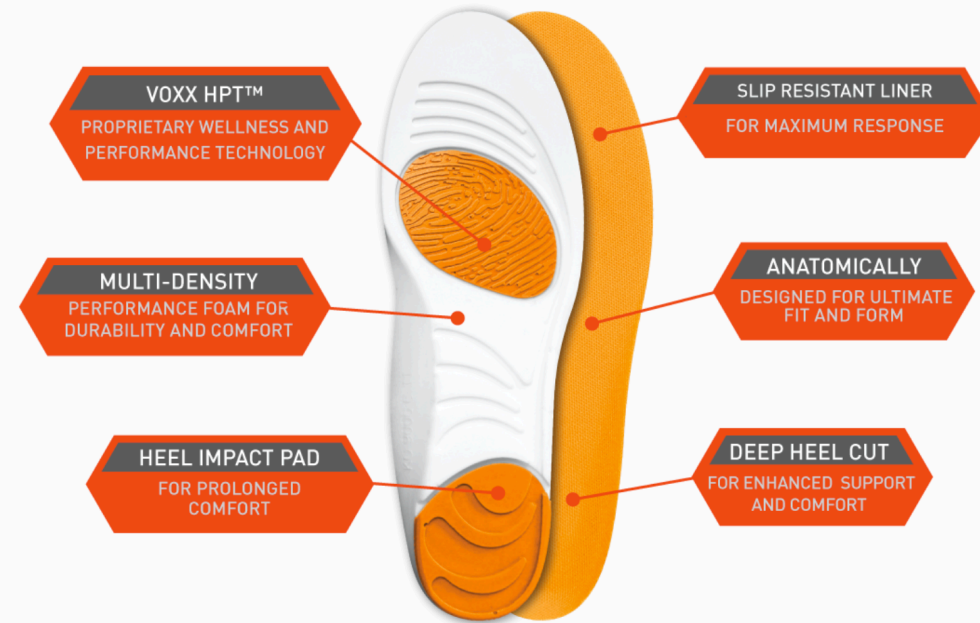 VOXX HPT™
PROPRIETARY WELLNESS AND
PERFORMANCE TECHNOLOGY
SLIP RESISTANT LINER
FOR MAXIMUM RESPONSE
MULTI-DENSITY
PERFORMANCE FOAM FOR
DURABILITY AND COMFORT
ANATOMICALLY
DESIGNED FOR ULTIMATE
FIT AND FORM
HEEL IMPACT PAD
FOR PROLONGED
COMFORT
DEEP HEEL CUT
FOR ENHANCED SUPPORT
AND COMFORT